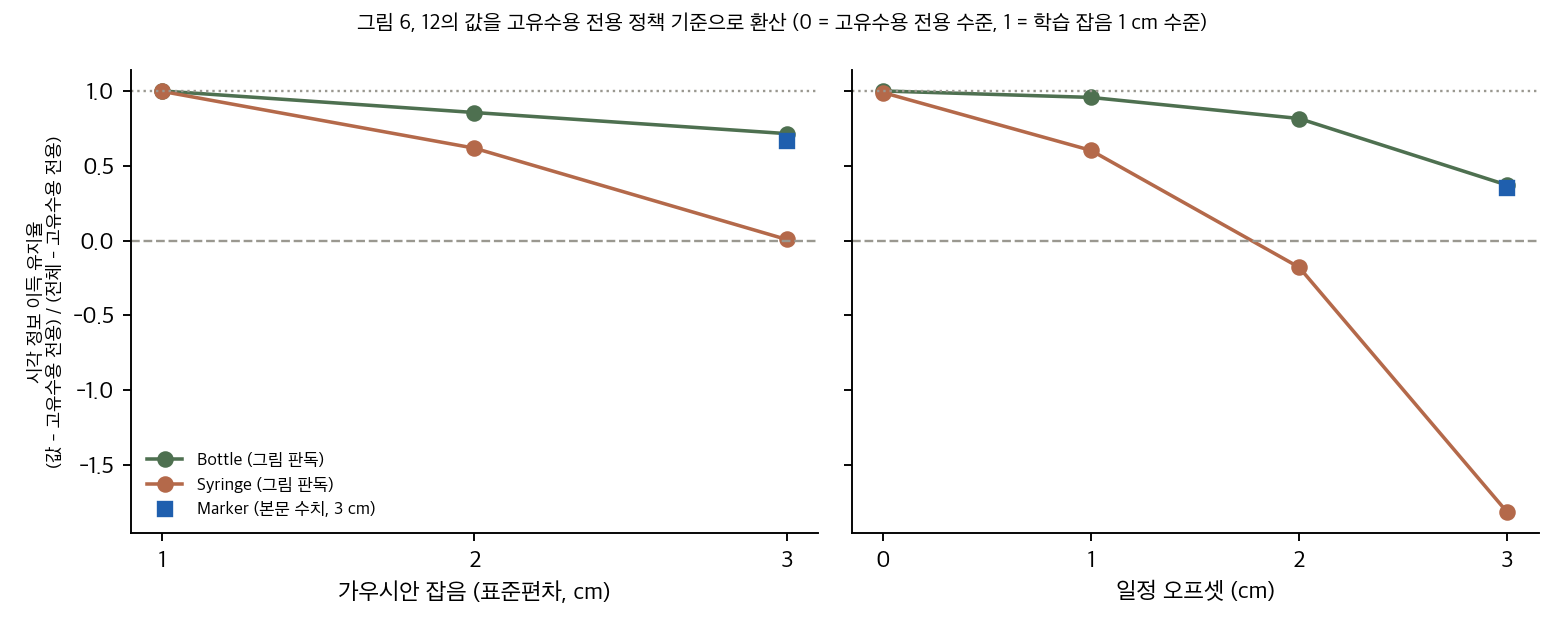 그림 6, 12의 값을 고유수용 전용 정책 기준으로 환산 (0 = 고유수용 전용 수준, 1 = 학습 잡음 1 cm 수준)
시각 정보 이득 유지율
(값 - 고유수용 전용) / (전체 - 고유수용 전용)
1.0
0.5
0.0
-0.5
-1.0
-1.5
Bottle (그림 판독)
Syringe (그림 판독)
Marker (본문 수치, 3 cm)
1
2
3
가우시안 잡음 (표준편차, cm)
0
1
2
3
일정 오프셋 (cm)